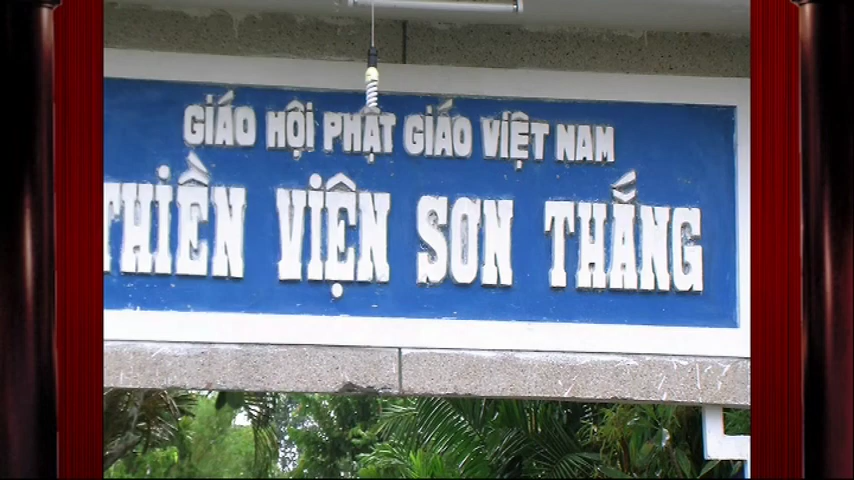 GIÁO HỘI PHẬT GIÁO VIỆT NAM
THIỀN VIỆN SƠN THẮNG